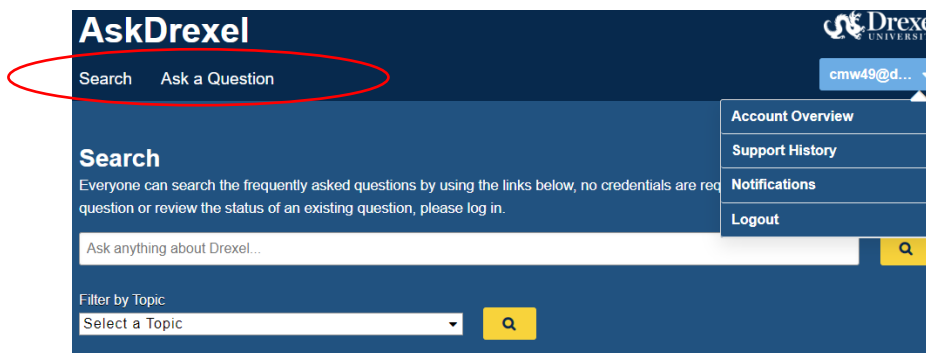 AskDrexel
Drexe
UNIVERSIT
Search Ask a Question
cmw49@d...
Account Overview
Support History
Notifications
Logout
Search
Everyone can search the frequently asked questions by using the links below, no credentials are req
question or review the status of an existing question, please log in.
Ask anything about Drexel...
Filter by Topic
Select a Topic